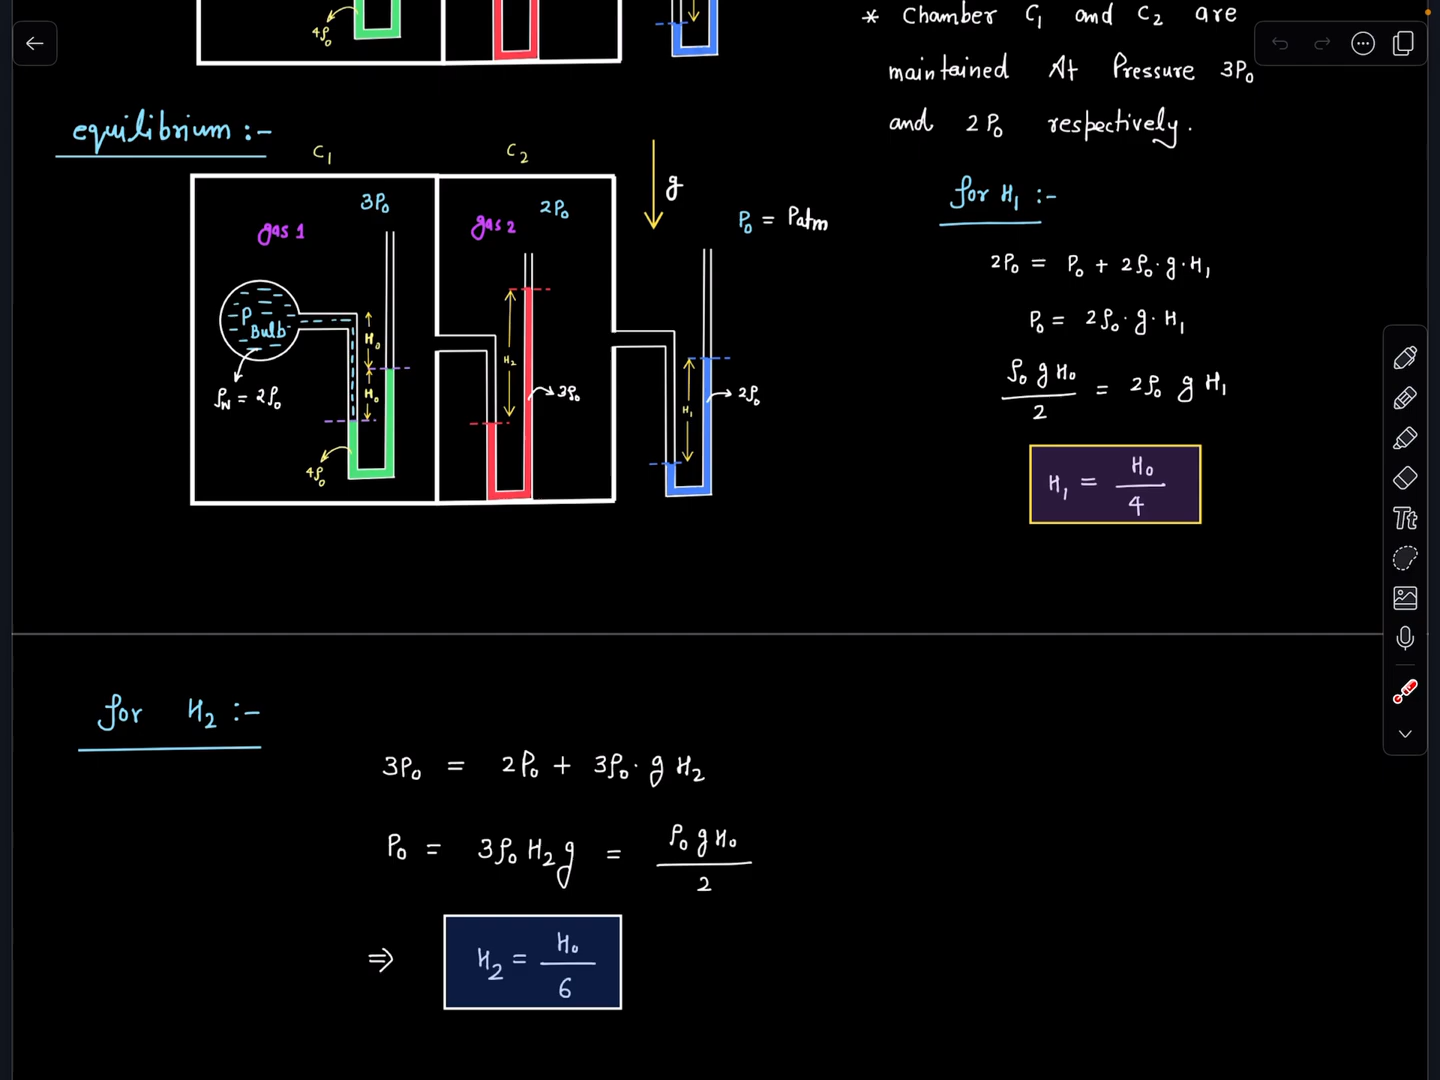 4ρ₀
* Chamber C₁ and C₂ are
maintained At Pressure 3P₀
and 2P₀ respectively.
equilibrium :-
C₁
C₂
gas 1
3P₀
gas 2
2P₀
g
P₀ = Patm
P
Bulb
ρw = 2ρ₀
H₀
H₀
4ρ₀
H₂
3ρ₀
H₁
2ρ₀
for H₁ :-
2P₀ = P₀ + 2ρ₀·g·H₁
P₀ = 2ρ₀·g·H₁
ρ₀ g H₀ / 2 = 2ρ₀ g H₁
H₁ = H₀ / 4
for H₂ :-
3P₀ = 2P₀ + 3ρ₀·g H₂
P₀ = 3ρ₀ H₂ g = ρ₀ g H₀ / 2
⇒ H₂ = H₀ / 6
Tt